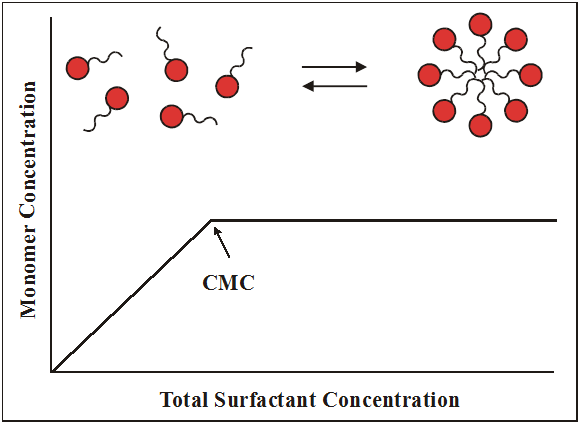 Monomer Concentration
CMC
Total Surfactant Concentration